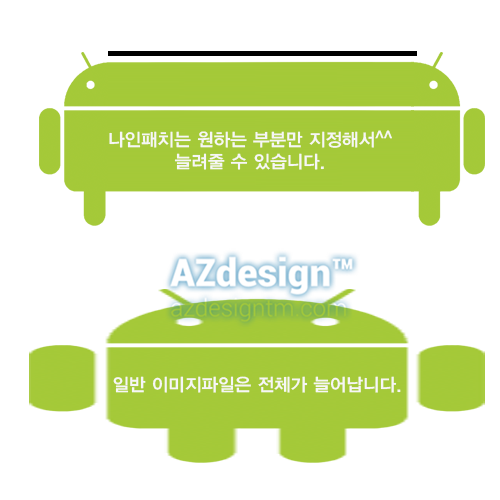 나인패치는 원하는 부분만 지정해서^^
늘려줄 수 있습니다.
AZdesign™
azdesigntm.com
일반 이미지파일은 전체가 늘어납니다.